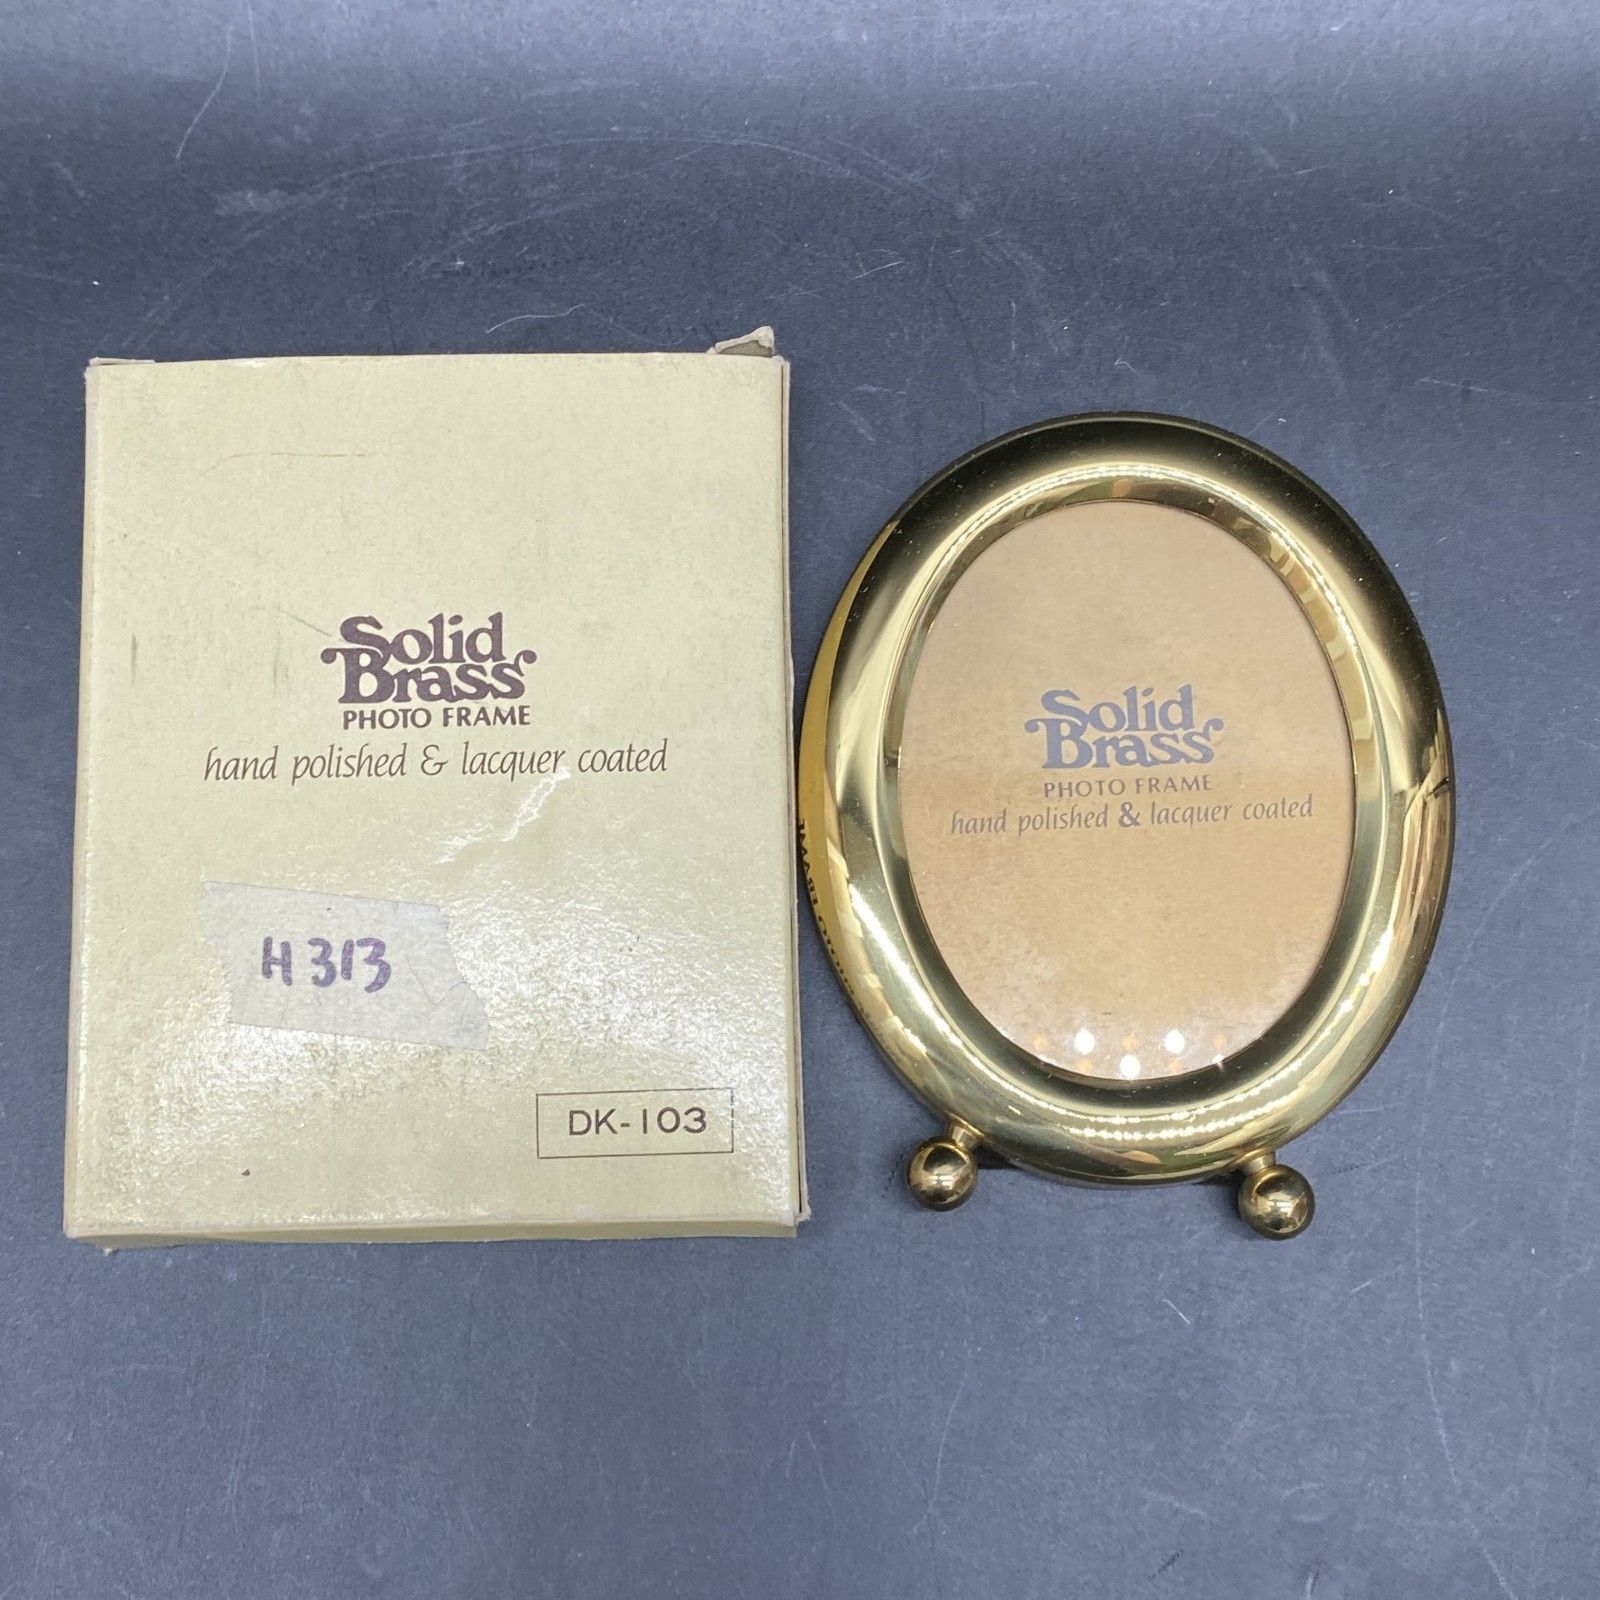 Solid
Brass
PHOTO FRAME
hand polished & lacquer coated
H 313
DK-103
Solid
Brass
PHOTO FRAME
hand polished & lacquer coated